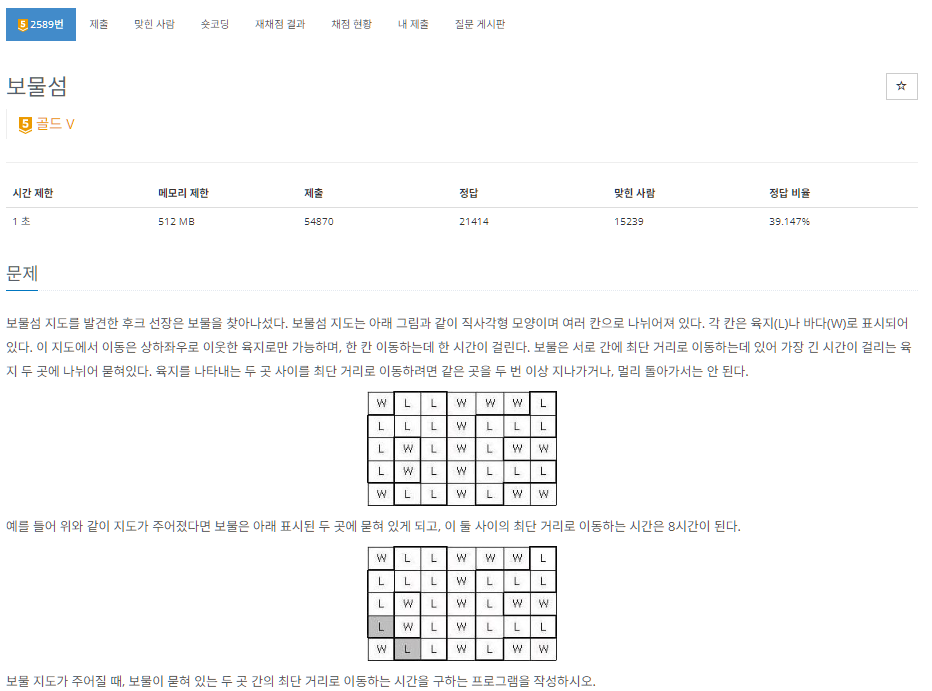 5 2589번 제출 맞힌 사람 숏코딩 재채점 결과 채점 현황 내 제출 질문 게시판
보물섬
☆
5 골드 V
시간 제한 메모리 제한 제출 정답 맞힌 사람 정답 비율
1 초 512 MB 54870 21414 15239 39.147%
문제
보물섬 지도를 발견한 후크 선장은 보물을 찾아나섰다. 보물섬 지도는 아래 그림과 같이 직사각형 모양이며 여러 칸으로 나뉘어져 있다. 각 칸은 육지(L)나 바다(W)로 표시되어
있다. 이 지도에서 이동은 상하좌우로 이웃한 육지로만 가능하며, 한 칸 이동하는데 한 시간이 걸린다. 보물은 서로 간에 최단 거리로 이동하는데 있어 가장 긴 시간이 걸리는 육
지 두 곳에 나뉘어 묻혀있다. 육지를 나타내는 두 곳 사이를 최단 거리로 이동하려면 같은 곳을 두 번 이상 지나가거나, 멀리 돌아가서는 안 된다.
W L L W W W L
L L L W L L L
L W L W L W W
L W L W L L L
W L L W L W W
예를 들어 위와 같이 지도가 주어졌다면 보물은 아래 표시된 두 곳에 묻혀 있게 되고, 이 둘 사이의 최단 거리로 이동하는 시간은 8시간이 된다.
W L L W W W L
L L L W L L L
L W L W L W W
L W L W L L L
W L L W L W W
보물 지도가 주어질 때, 보물이 묻혀 있는 두 곳 간의 최단 거리로 이동하는 시간을 구하는 프로그램을 작성하시오.